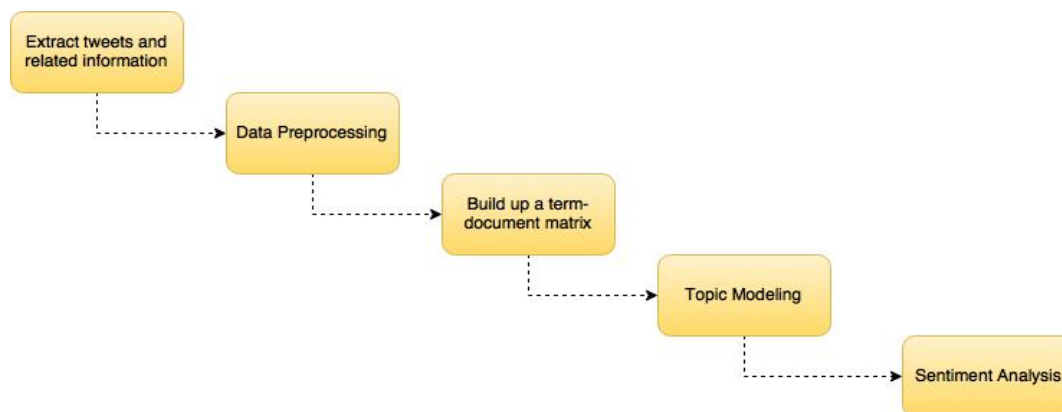 Extract tweets and
related information
Data Preprocessing
Build up a term-
document matrix
Topic Modeling
Sentiment Analysis